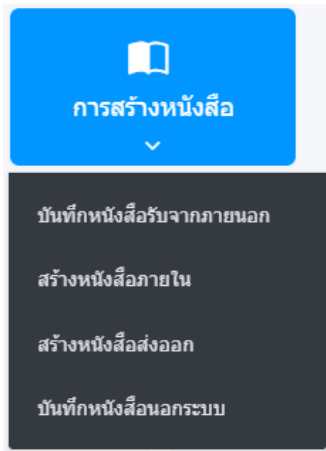 การสร้างหนังสือ
บันทึกหนังสือรับจากภายนอก
สร้างหนังสือภายใน
สร้างหนังสือส่งออก
บันทึกหนังสือนอกระบบ